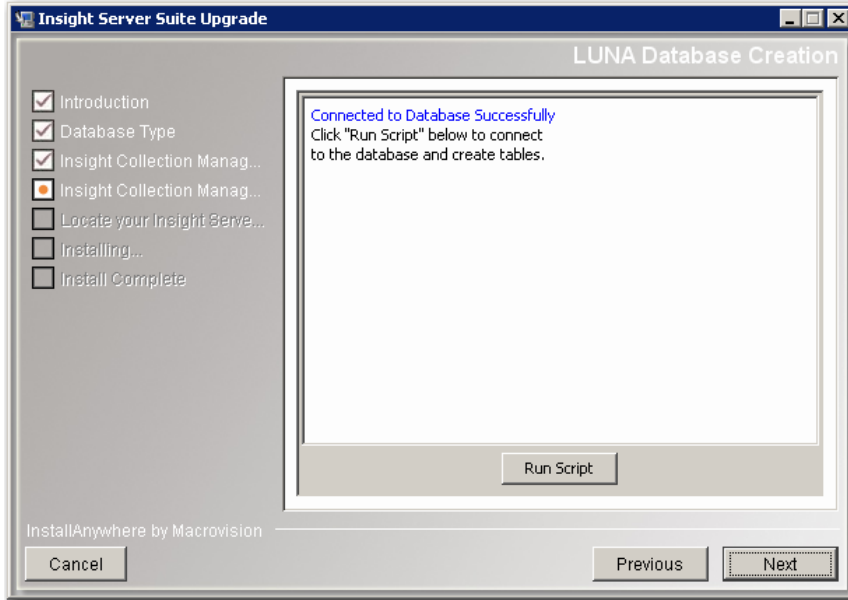 Insight Server Suite Upgrade
LUNA Database Creation
Introduction
Database Type
Insight Collection Manag...
Insight Collection Manag...
Locate your Insight Serve...
Installing...
Install Complete
Connected to Database Successfully
Click "Run Script" below to connect
to the database and create tables.
Run Script
InstallAnywhere by Macrovision
Cancel
Previous
Next